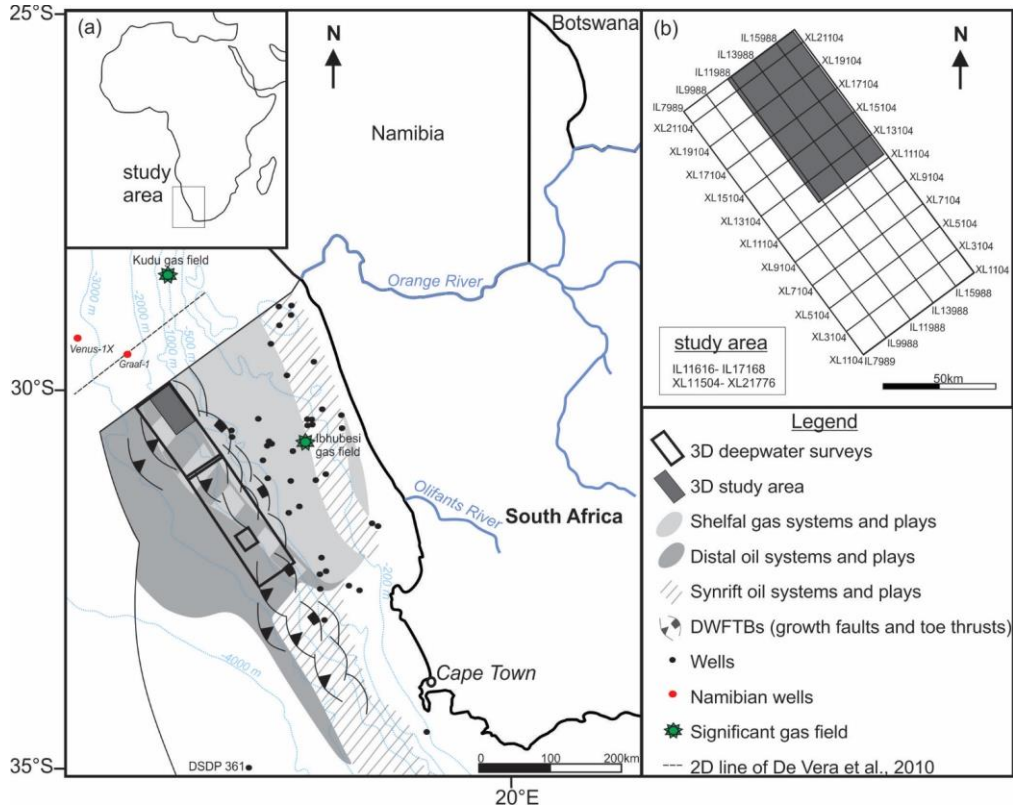 25°S
30°S
35°S
20°E
(a)
N
study
area
Botswana
Namibia
Kudu gas field
-3000 m
-2000 m
-1000 m
-500 m
Orange River
Venus-1X
Graaf-1
Ibhubesi
gas field
Olifants River
South Africa
-200 m
-4000 m
Cape Town
DSDP 361
0 100 200km
(b)
N
IL15988
IL13988
IL11988
IL9988
IL7989
XL21104
XL19104
XL17104
XL15104
XL13104
XL11104
XL9104
XL7104
XL5104
XL3104
XL1104
XL21104
XL19104
XL17104
XL15104
XL13104
XL11104
XL9104
XL7104
XL5104
XL3104
XL1104
IL15988
IL13988
IL11988
IL9988
IL7989
study area
IL11616- IL17168
XL11504- XL21776
50km
Legend
3D deepwater surveys
3D study area
Shelfal gas systems and plays
Distal oil systems and plays
Synrift oil systems and plays
DWFTBs (growth faults and toe thrusts)
Wells
Namibian wells
Significant gas field
2D line of De Vera et al., 2010